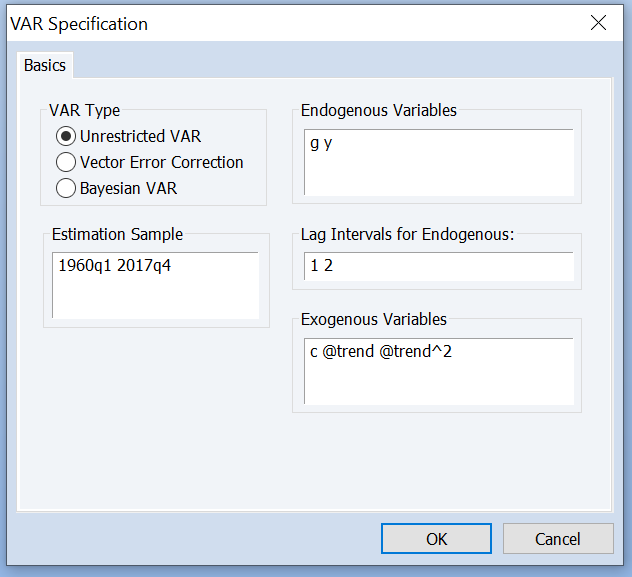 VAR Specification
Basics
VAR Type
Unrestricted VAR
Vector Error Correction
Bayesian VAR
Endogenous Variables
g y
Estimation Sample
1960q1 2017q4
Lag Intervals for Endogenous:
1 2
Exogenous Variables
c @trend @trend^2
OK
Cancel